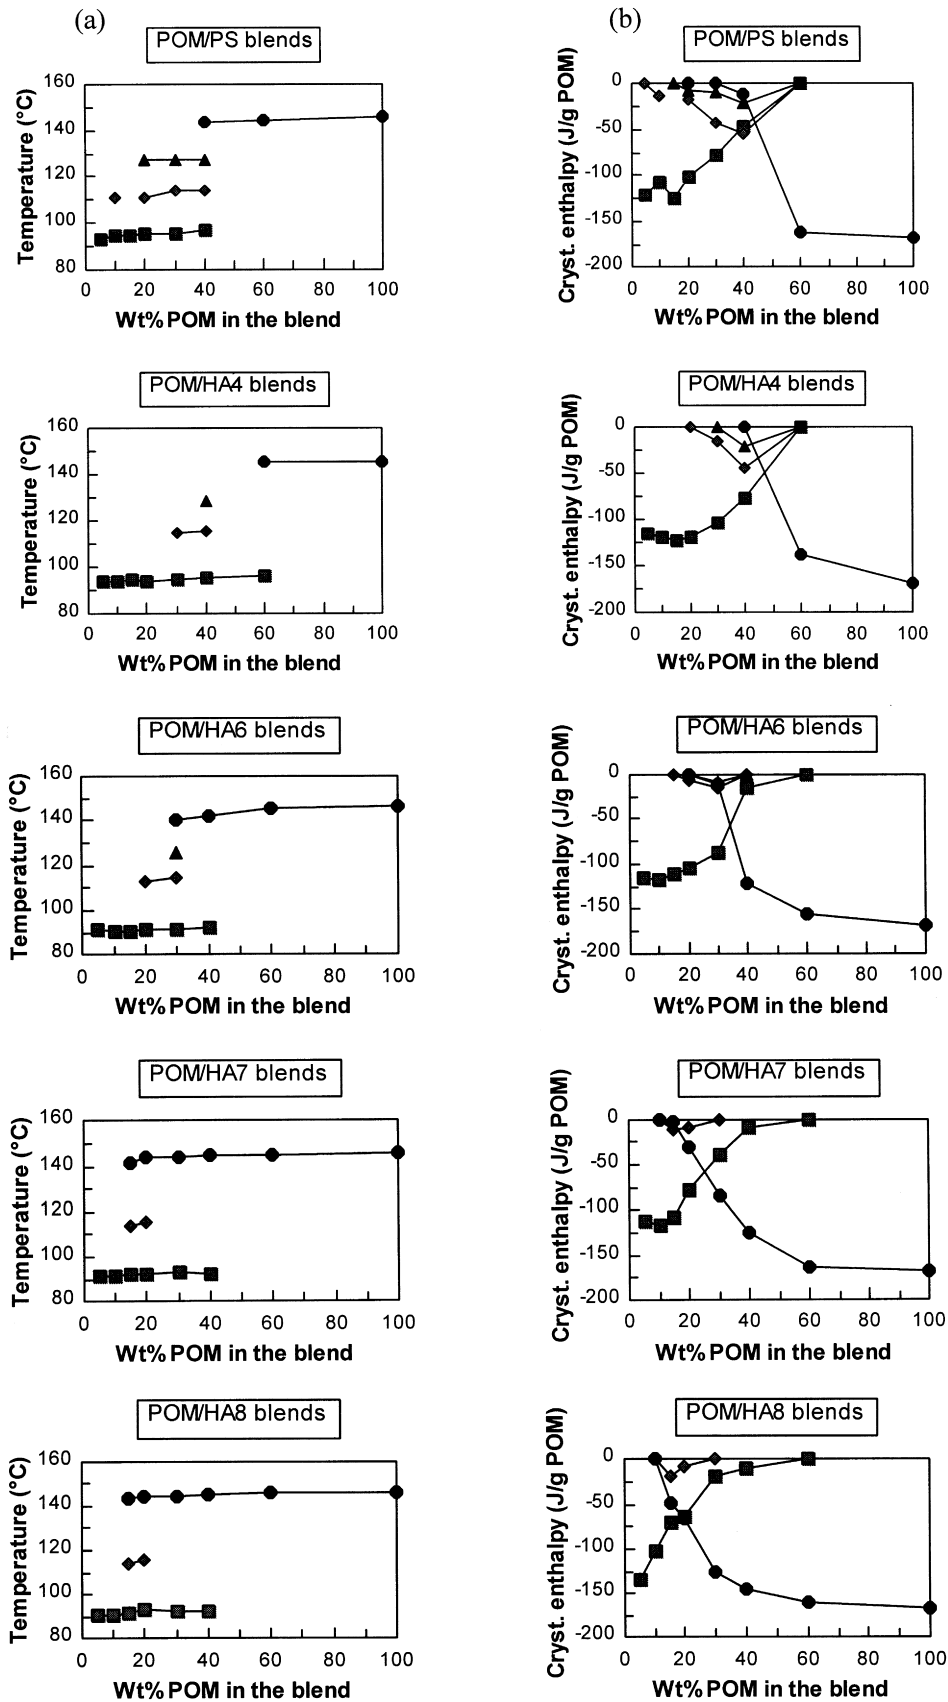 (a)
POM/PS blends
Temperature (°C)
160
140
120
100
80
0 20 40 60 80 100
Wt% POM in the blend
POM/HA4 blends
Temperature (°C)
160
140
120
100
80
0 20 40 60 80 100
Wt% POM in the blend
POM/HA6 blends
Temperature (°C)
160
140
120
100
80
0 20 40 60 80 100
Wt% POM in the blend
POM/HA7 blends
Temperature (°C)
160
140
120
100
80
0 20 40 60 80 100
Wt% POM in the blend
POM/HA8 blends
Temperature (°C)
160
140
120
100
80
0 20 40 60 80 100
Wt% POM in the blend
(b)
POM/PS blends
Cryst. enthalpy (J/g POM)
0
-50
-100
-150
-200
0 20 40 60 80 100
Wt% POM in the blend
POM/HA4 blends
Cryst. enthalpy (J/g POM)
0
-50
-100
-150
-200
0 20 40 60 80 100
Wt% POM in the blend
POM/HA6 blends
Cryst. enthalpy (J/g POM)
0
-50
-100
-150
-200
0 20 40 60 80 100
Wt% POM in the blend
POM/HA7 blends
Cryst. enthalpy (J/g POM)
0
-50
-100
-150
-200
0 20 40 60 80 100
Wt% POM in the blend
POM/HA8 blends
Cryst. enthalpy (J/g POM)
0
-50
-100
-150
-200
0 20 40 60 80 100
Wt% POM in the blend